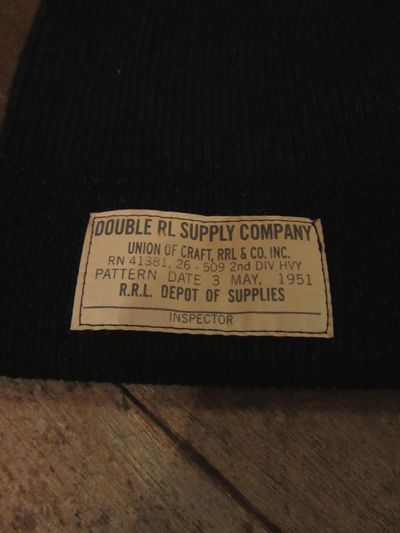 DOUBLE RL SUPPLY COMPANY
UNION OF CRAFT, RRL & CO. INC.
RN 41381, 26 - 509 2nd DIV HVY
PATTERN DATE 3 MAY, 1951
R.R.L. DEPOT OF SUPPLIES
INSPECTOR